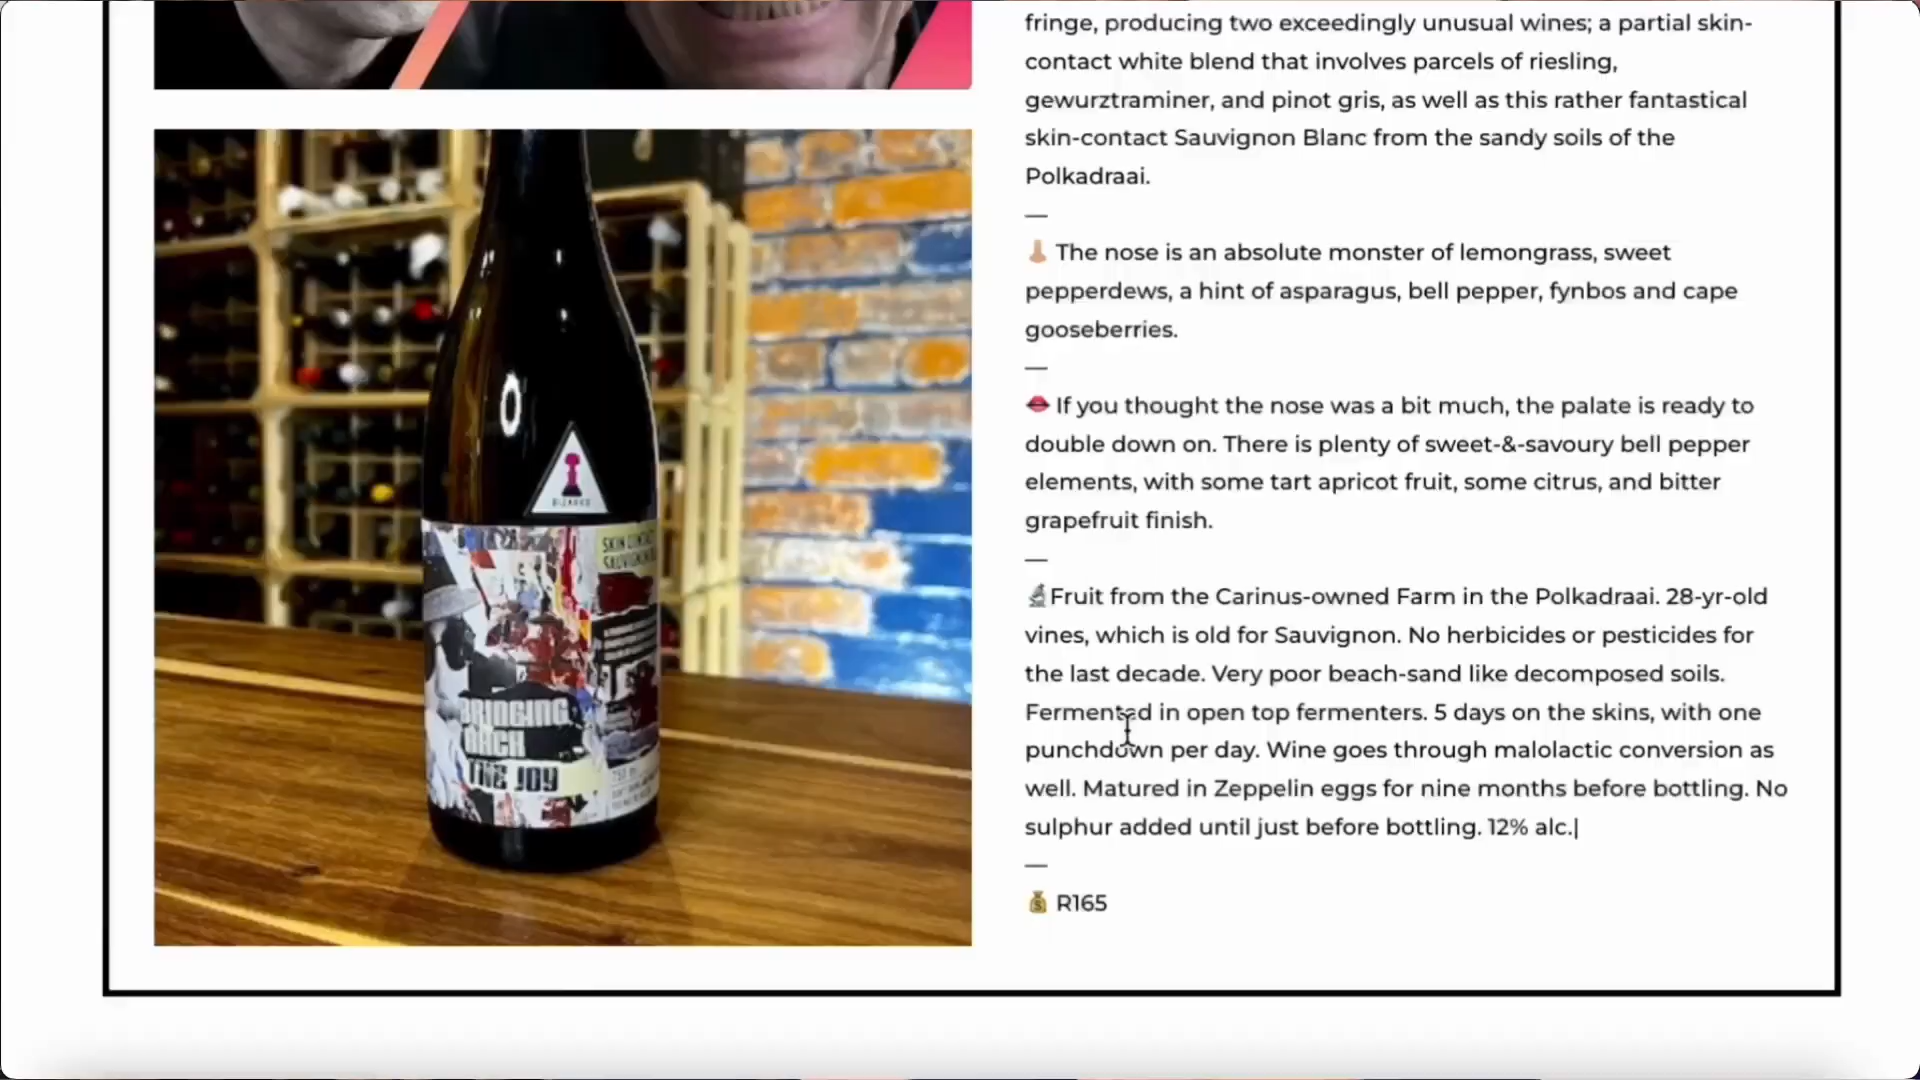 fringe, producing two exceedingly unusual wines; a partial skin-
contact white blend that involves parcels of riesling,
gewurztraminer, and pinot gris, as well as this rather fantastical
skin-contact Sauvignon Blanc from the sandy soils of the
Polkadraai.
—
👃 The nose is an absolute monster of lemongrass, sweet
pepperdews, a hint of asparagus, bell pepper, fynbos and cape
gooseberries.
—
👄 If you thought the nose was a bit much, the palate is ready to
double down on. There is plenty of sweet-&-savoury bell pepper
elements, with some tart apricot fruit, some citrus, and bitter
grapefruit finish.
—
🔬Fruit from the Carinus-owned Farm in the Polkadraai. 28-yr-old
vines, which is old for Sauvignon. No herbicides or pesticides for
the last decade. Very poor beach-sand like decomposed soils.
Fermented in open top fermenters. 5 days on the skins, with one
punchdown per day. Wine goes through malolactic conversion as
well. Matured in Zeppelin eggs for nine months before bottling. No
sulphur added until just before bottling. 12% alc.
—
💰 R165
SKIN CONTACT
BRINGING
BACK
THE JOY